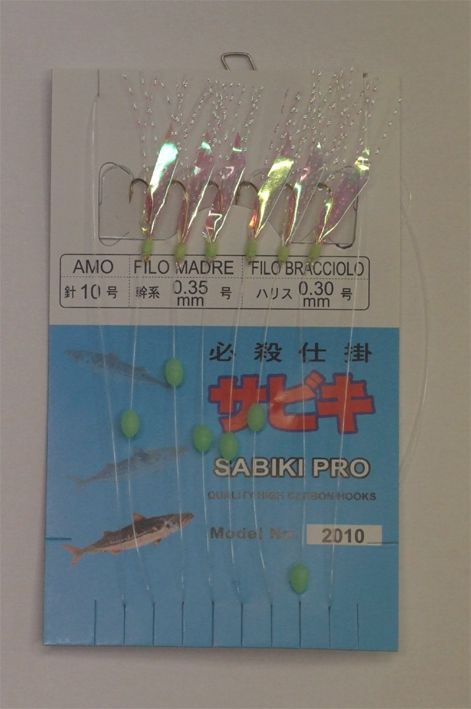 AMO FILO MADRE FILO BRACCIOLO
針 10 号 幹系 0.35 mm 号 ハリス 0.30 mm 号
必殺仕掛
サビキ
SABIKI PRO
QUALITY HIGH CARBON HOOKS
Model No. 2010